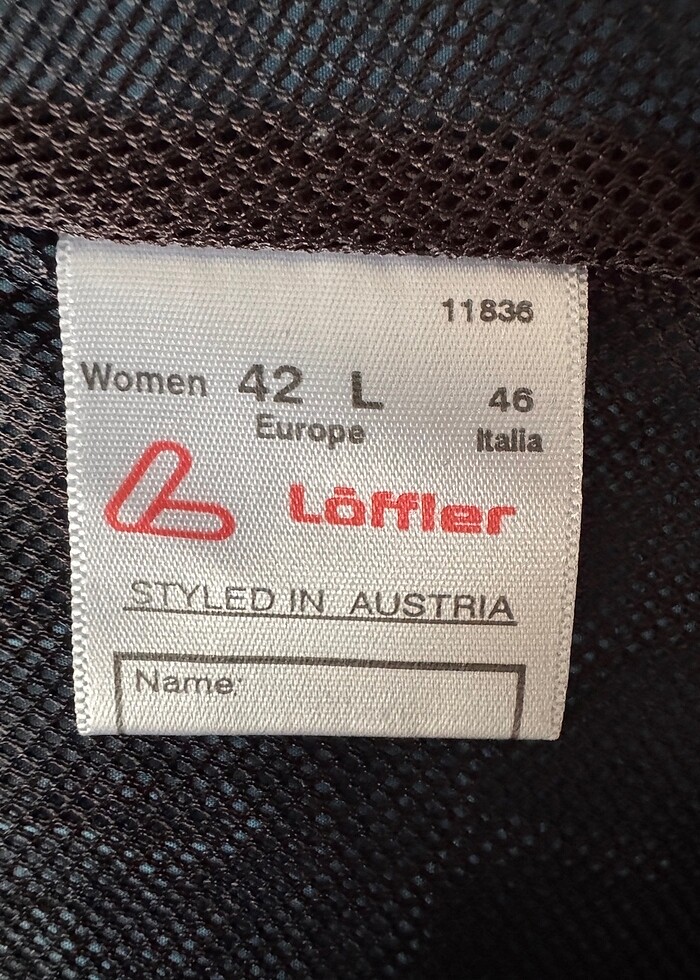 11836
Women 42 L 46
Europe Italia
Löffler
STYLED IN AUSTRIA
Name: